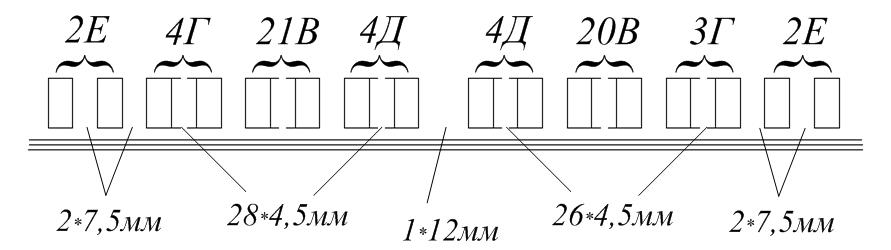 2Е 4Г 21В 4Д 4Д 20В 3Г 2Е
2*7,5мм 28*4,5мм 1*12мм 26*4,5мм 2*7,5мм